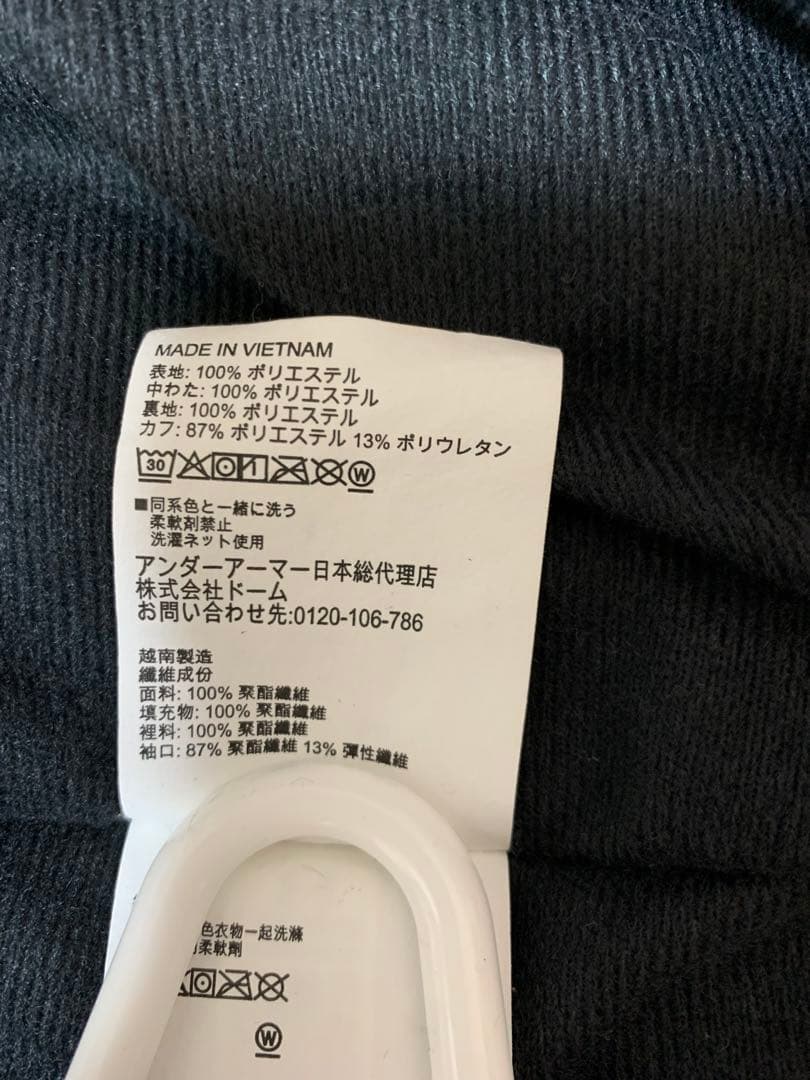 MADE IN VIETNAM
表地: 100% ポリエステル
中わた: 100% ポリエステル
裏地: 100% ポリエステル
カフ: 87% ポリエステル 13% ポリウレタン
30 W
■同系色と一緒に洗う
柔軟剤禁止
洗濯ネット使用
アンダーアーマー日本総代理店
株式会社ドーム
お問い合わせ先:0120-106-786
越南製造
纖維成份
面料: 100% 聚酯纖維
填充物: 100% 聚酯纖維
裡料: 100% 聚酯纖維
袖口: 87% 聚酯纖維 13% 彈性纖維
色衣物一起洗滌
柔軟劑
W